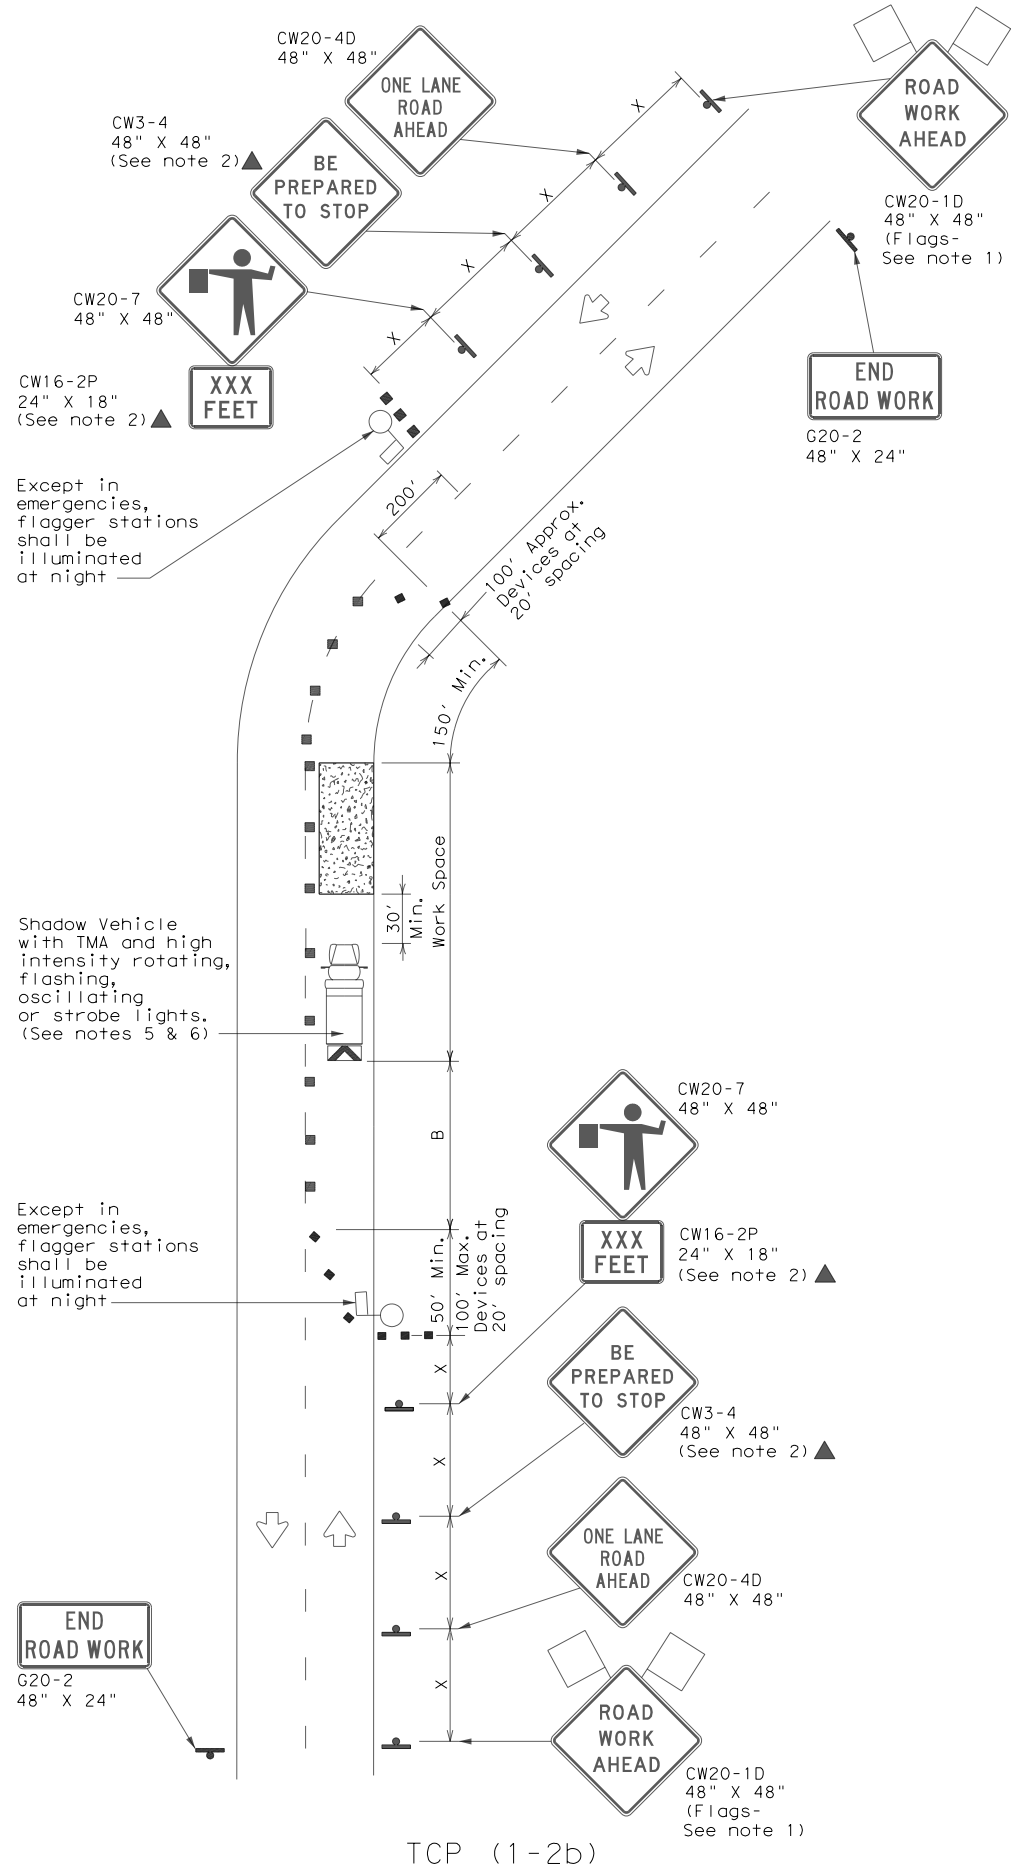 CW20-4D
48" X 48"
ONE LANE
ROAD
AHEAD
ROAD
WORK
AHEAD
CW3-4
48" X 48"
(See note 2)
BE
PREPARED
TO STOP
X
X
X
X
CW20-1D
48" X 48"
(Flags-
See note 1)
CW20-7
48" X 48"
CW16-2P
24" X 18"
(See note 2)
XXX
FEET
END
ROAD WORK
G20-2
48" X 24"
Except in
emergencies,
flagger stations
shall be
illuminated
at night
200'
100' Approx.
Devices at
20' spacing
150' Min.
Work Space
30'
Min.
Shadow Vehicle
with TMA and high
intensity rotating,
flashing,
oscillating
or strobe lights.
(See notes 5 & 6)
B
CW20-7
48" X 48"
Except in
emergencies,
flagger stations
shall be
illuminated
at night
50' Min.
100' Max.
Devices at
20' spacing
XXX
FEET
CW16-2P
24" X 18"
(See note 2)
X
BE
PREPARED
TO STOP
CW3-4
48" X 48"
(See note 2)
X
ONE LANE
ROAD
AHEAD
CW20-4D
48" X 48"
X
END
ROAD WORK
G20-2
48" X 24"
X
ROAD
WORK
AHEAD
CW20-1D
48" X 48"
(Flags-
See note 1)
TCP (1-2b)